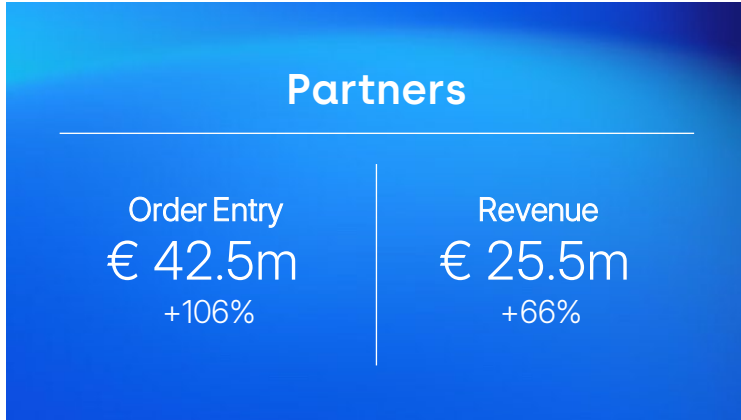 Partners
Order Entry
€ 42.5m
+106%
Revenue
€ 25.5m
+66%